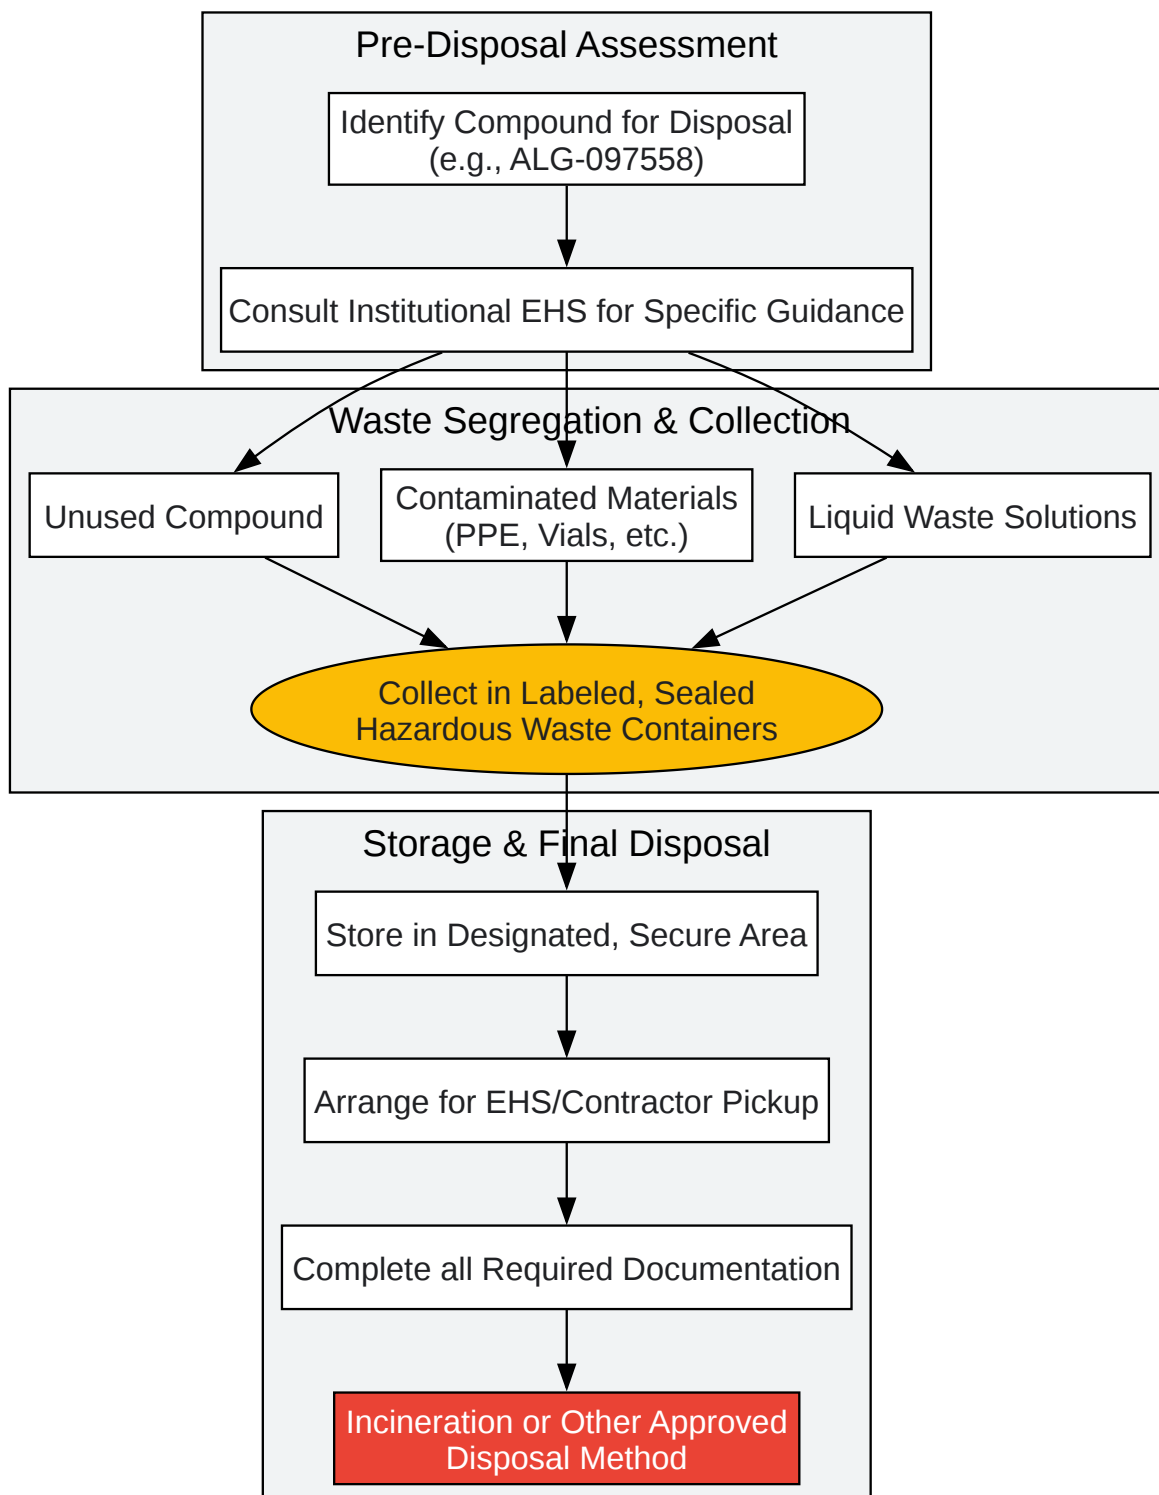 Pre-Disposal Assessment
Identify Compound for Disposal
(e.g., ALG-097558)
Consult Institutional EHS for Specific Guidance
Waste Segregation & Collection
Unused Compound
Contaminated Materials
(PPE, Vials, etc.)
Liquid Waste Solutions
Collect in Labeled, Sealed
Hazardous Waste Containers
Storage & Final Disposal
Store in Designated, Secure Area
Arrange for EHS/Contractor Pickup
Complete all Required Documentation
Incineration or Other Approved
Disposal Method